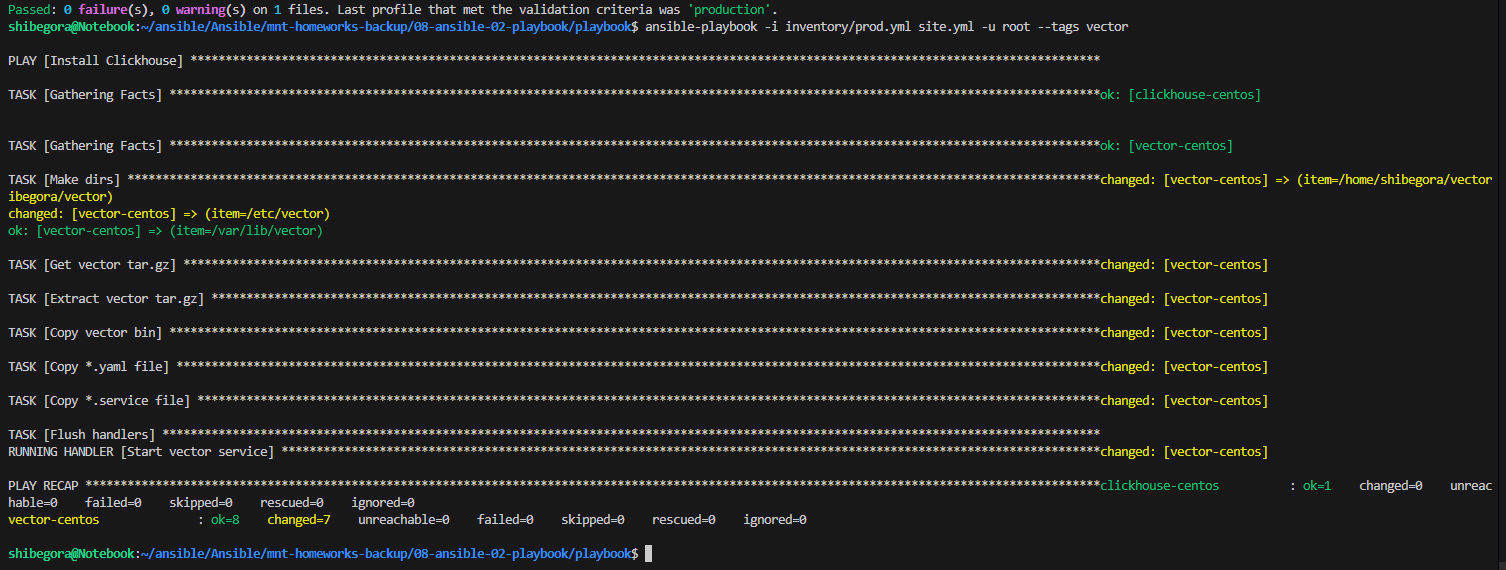 Passed: 0 failure(s), 0 warning(s) on 1 files. Last profile that met the validation criteria was 'production'.
shibegora@Notebook:~/ansible/Ansible/mnt-homeworks-backup/08-ansible-02-playbook/playbook$ ansible-playbook -i inventory/prod.yml site.yml -u root --tags vector
PLAY [Install Clickhouse] **********************************************************************************************************************************
TASK [Gathering Facts] *************************************************************************************************************************************ok: [clickhouse-centos]
TASK [Gathering Facts] *************************************************************************************************************************************ok: [vector-centos]
TASK [Make dirs] *******************************************************************************************************************************************changed: [vector-centos] => (item=/home/shibegora/vector
ibegora/vector)
changed: [vector-centos] => (item=/etc/vector)
ok: [vector-centos] => (item=/var/lib/vector)
TASK [Get vector tar.gz] ***********************************************************************************************************************************changed: [vector-centos]
TASK [Extract vector tar.gz] *******************************************************************************************************************************changed: [vector-centos]
TASK [Copy vector bin] *************************************************************************************************************************************changed: [vector-centos]
TASK [Copy *.yaml file] ************************************************************************************************************************************changed: [vector-centos]
TASK [Copy *.service file] *********************************************************************************************************************************changed: [vector-centos]
TASK [Flush handlers] **************************************************************************************************************************************
RUNNING HANDLER [Start vector service] *********************************************************************************************************************changed: [vector-centos]
PLAY RECAP *************************************************************************************************************************************************clickhouse-centos          : ok=1    changed=0    unreac
hable=0    failed=0    skipped=0    rescued=0    ignored=0
vector-centos              : ok=8    changed=7    unreachable=0    failed=0    skipped=0    rescued=0    ignored=0
shibegora@Notebook:~/ansible/Ansible/mnt-homeworks-backup/08-ansible-02-playbook/playbook$